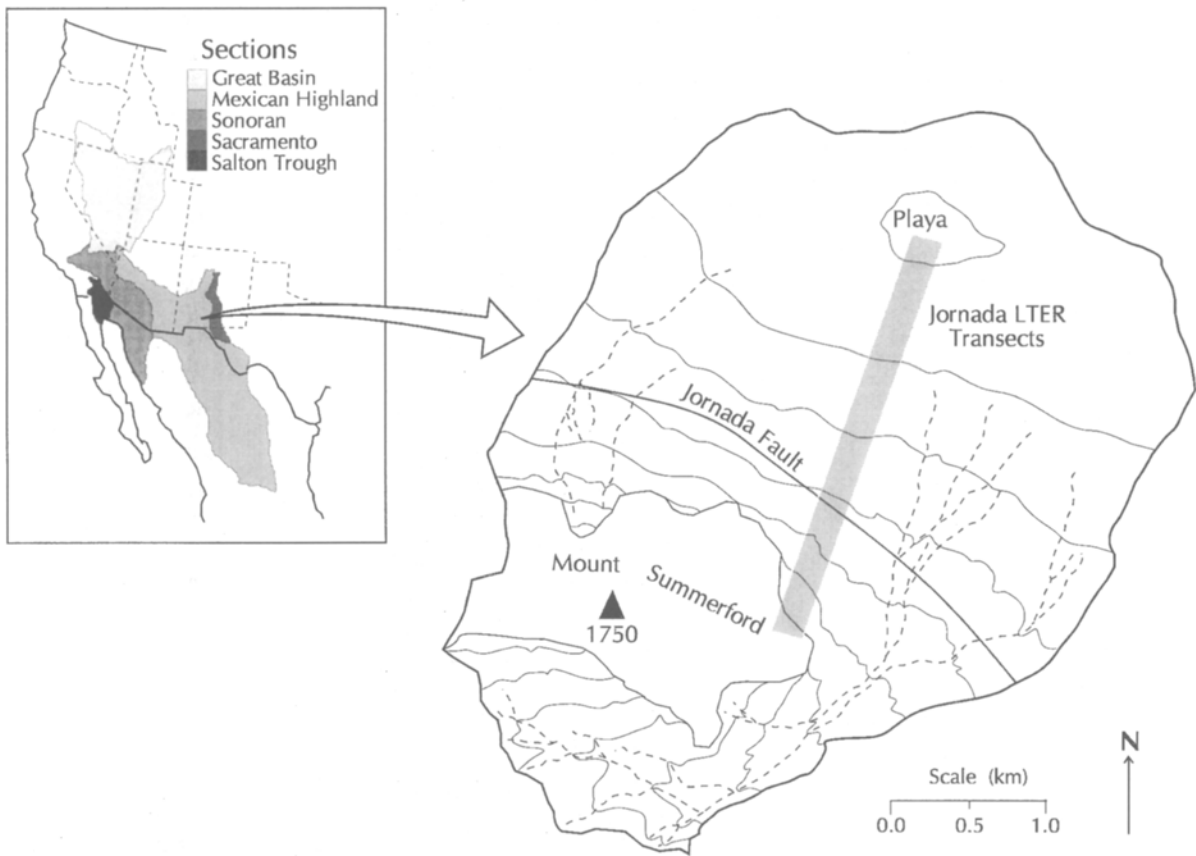 Sections
Great Basin
Mexican Highland
Sonoran
Sacramento
Salton Trough
Playa
Jornada LTER
Transects
Jornada Fault
Mount Summerford
1750
N
Scale (km)
0.0 0.5 1.0